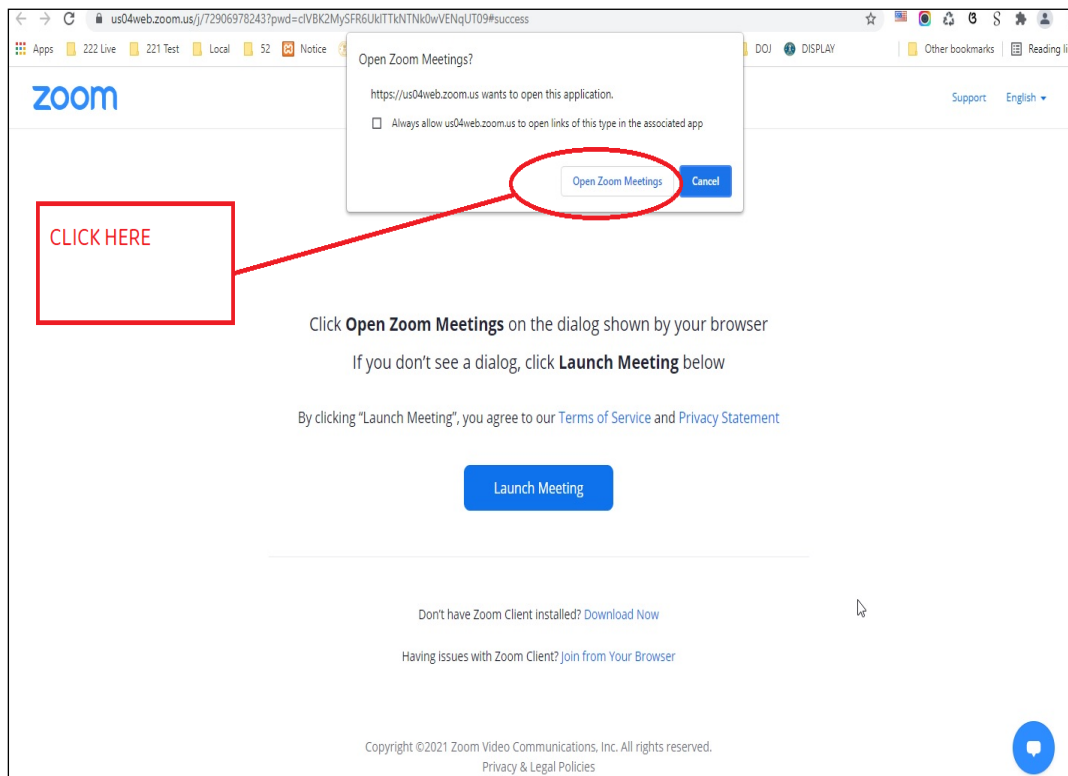 us04web.zoom.us/j/72906978243?pwd=clVBK2MySFR6UklTTkNTNk0wVENqUT09#success
Apps 222 Live 221 Test Local 52 Notice DOJ DISPLAY Other bookmarks Reading li
Open Zoom Meetings?
https://us04web.zoom.us wants to open this application.
Always allow us04web.zoom.us to open links of this type in the associated app
Open Zoom Meetings Cancel
zoom Support English
CLICK HERE
Click Open Zoom Meetings on the dialog shown by your browser
If you don't see a dialog, click Launch Meeting below
By clicking “Launch Meeting”, you agree to our Terms of Service and Privacy Statement
Launch Meeting
Don't have Zoom Client installed? Download Now
Having issues with Zoom Client? Join from Your Browser
Copyright ©2021 Zoom Video Communications, Inc. All rights reserved.
Privacy & Legal Policies